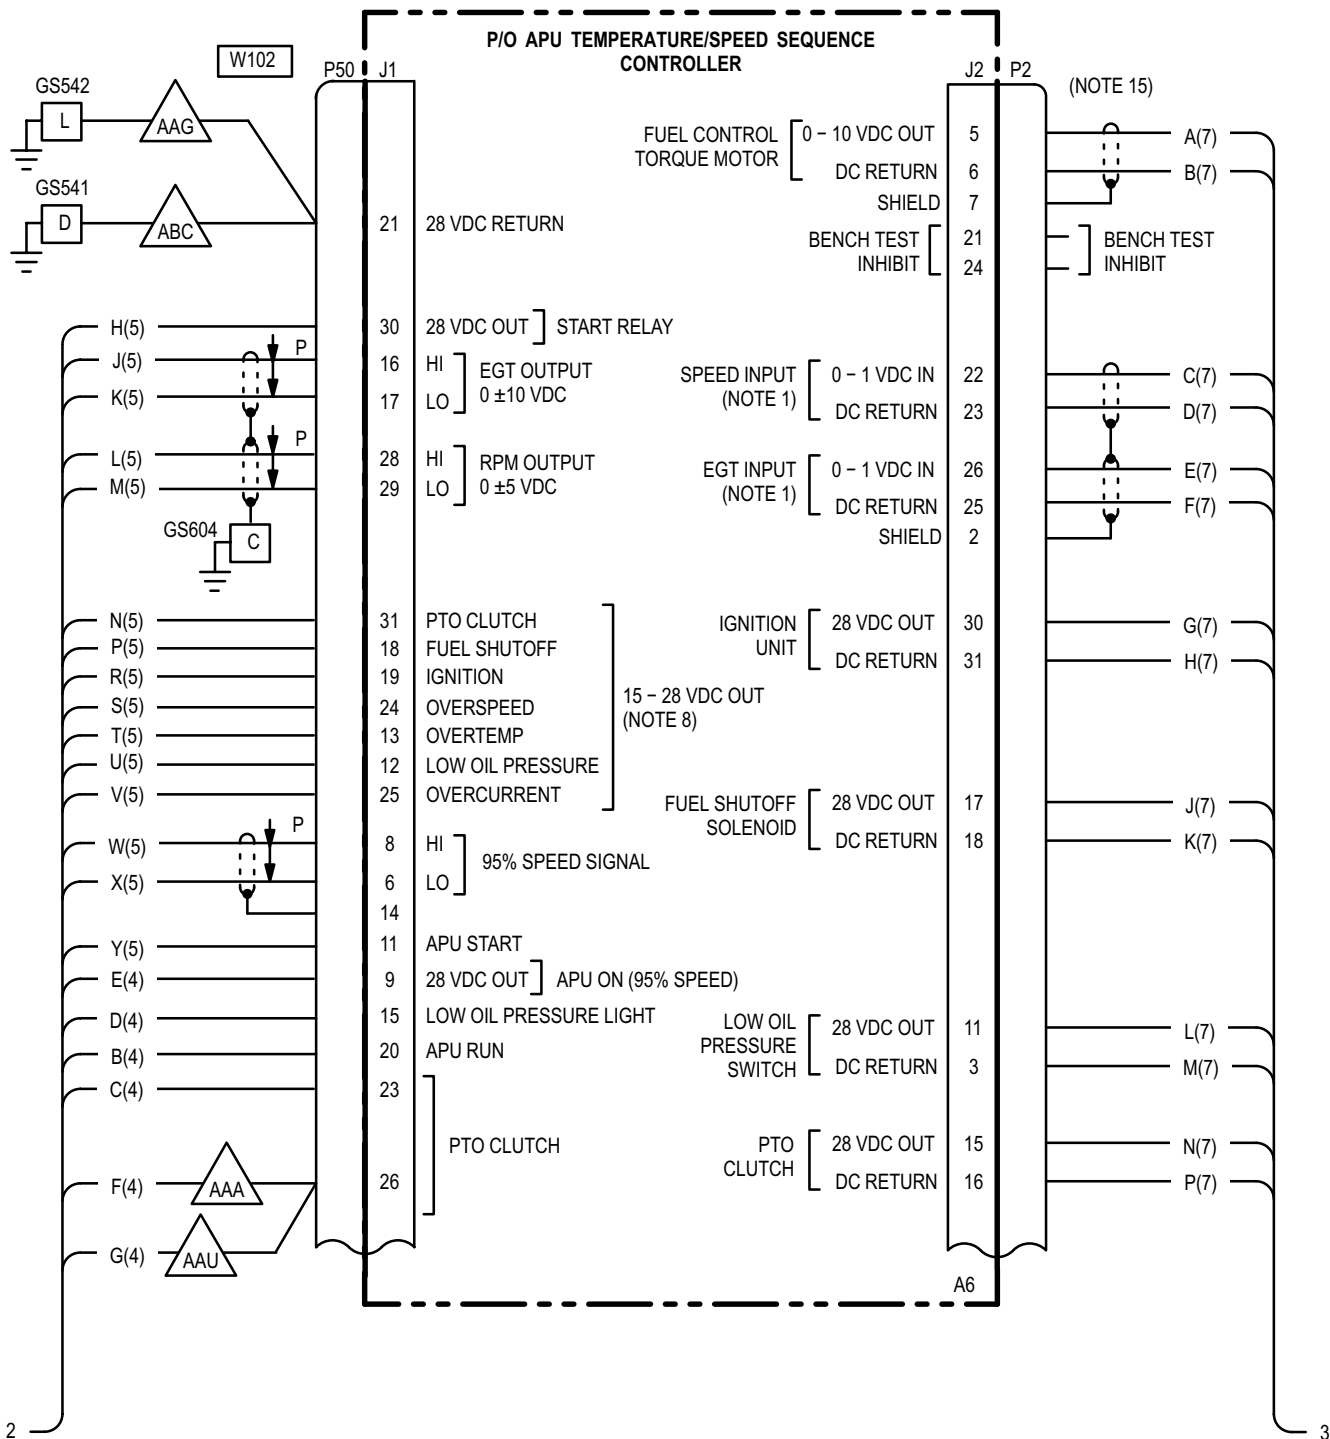 P/O APU TEMPERATURE/SPEED SEQUENCE
CONTROLLER
W102
P50 J1
J2 P2
(NOTE 15)
GS542
L
AAG
GS541
D
ABC
21 28 VDC RETURN
H(5)
30 28 VDC OUT START RELAY
J(5)
P
16 HI
EGT OUTPUT
0 ±10 VDC
K(5)
17 LO
L(5)
P
28 HI
RPM OUTPUT
0 ±5 VDC
M(5)
29 LO
GS604
C
N(5) 31 PTO CLUTCH
P(5) 18 FUEL SHUTOFF
R(5) 19 IGNITION
S(5) 24 OVERSPEED
T(5) 13 OVERTEMP
U(5) 12 LOW OIL PRESSURE
V(5) 25 OVERCURRENT
15 – 28 VDC OUT
(NOTE 8)
W(5)
P
8 HI
95% SPEED SIGNAL
X(5)
6 LO
14
Y(5) 11 APU START
E(4) 9 28 VDC OUT APU ON (95% SPEED)
D(4) 15 LOW OIL PRESSURE LIGHT
B(4) 20 APU RUN
C(4) 23
PTO CLUTCH
F(4) AAA 26
G(4) AAU
FUEL CONTROL
TORQUE MOTOR
0 – 10 VDC OUT 5 A(7)
DC RETURN 6 B(7)
SHIELD 7
BENCH TEST
INHIBIT
21
24
BENCH TEST
INHIBIT
SPEED INPUT
(NOTE 1)
0 – 1 VDC IN 22 C(7)
DC RETURN 23 D(7)
EGT INPUT
(NOTE 1)
0 – 1 VDC IN 26 E(7)
DC RETURN 25 F(7)
SHIELD 2
IGNITION
UNIT
28 VDC OUT 30 G(7)
DC RETURN 31 H(7)
FUEL SHUTOFF
SOLENOID
28 VDC OUT 17 J(7)
DC RETURN 18 K(7)
LOW OIL
PRESSURE
SWITCH
28 VDC OUT 11 L(7)
DC RETURN 3 M(7)
PTO
CLUTCH
28 VDC OUT 15 N(7)
DC RETURN 16 P(7)
A6
2
3